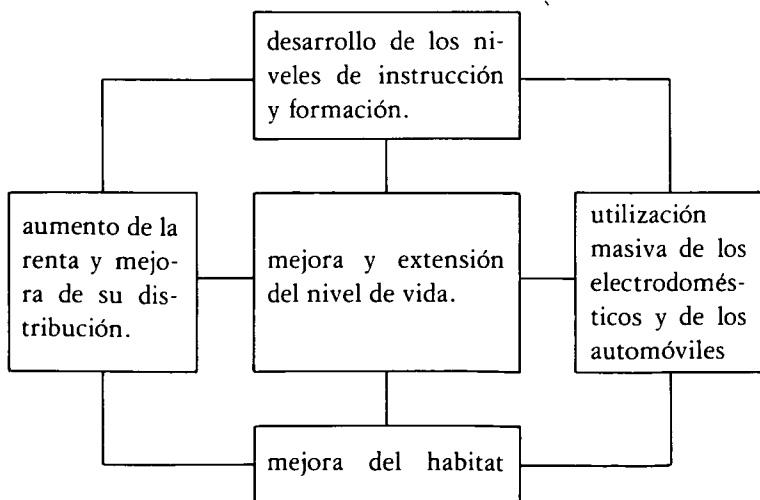 desarrollo de los ni-
veles de instrucción
y formación.
aumento de la
renta y mejo-
ra de su dis-
tribución.
mejora y extensión
del nivel de vida.
utilización
masiva de los
electrodomés-
ticos y de los
automóviles
mejora del habitat